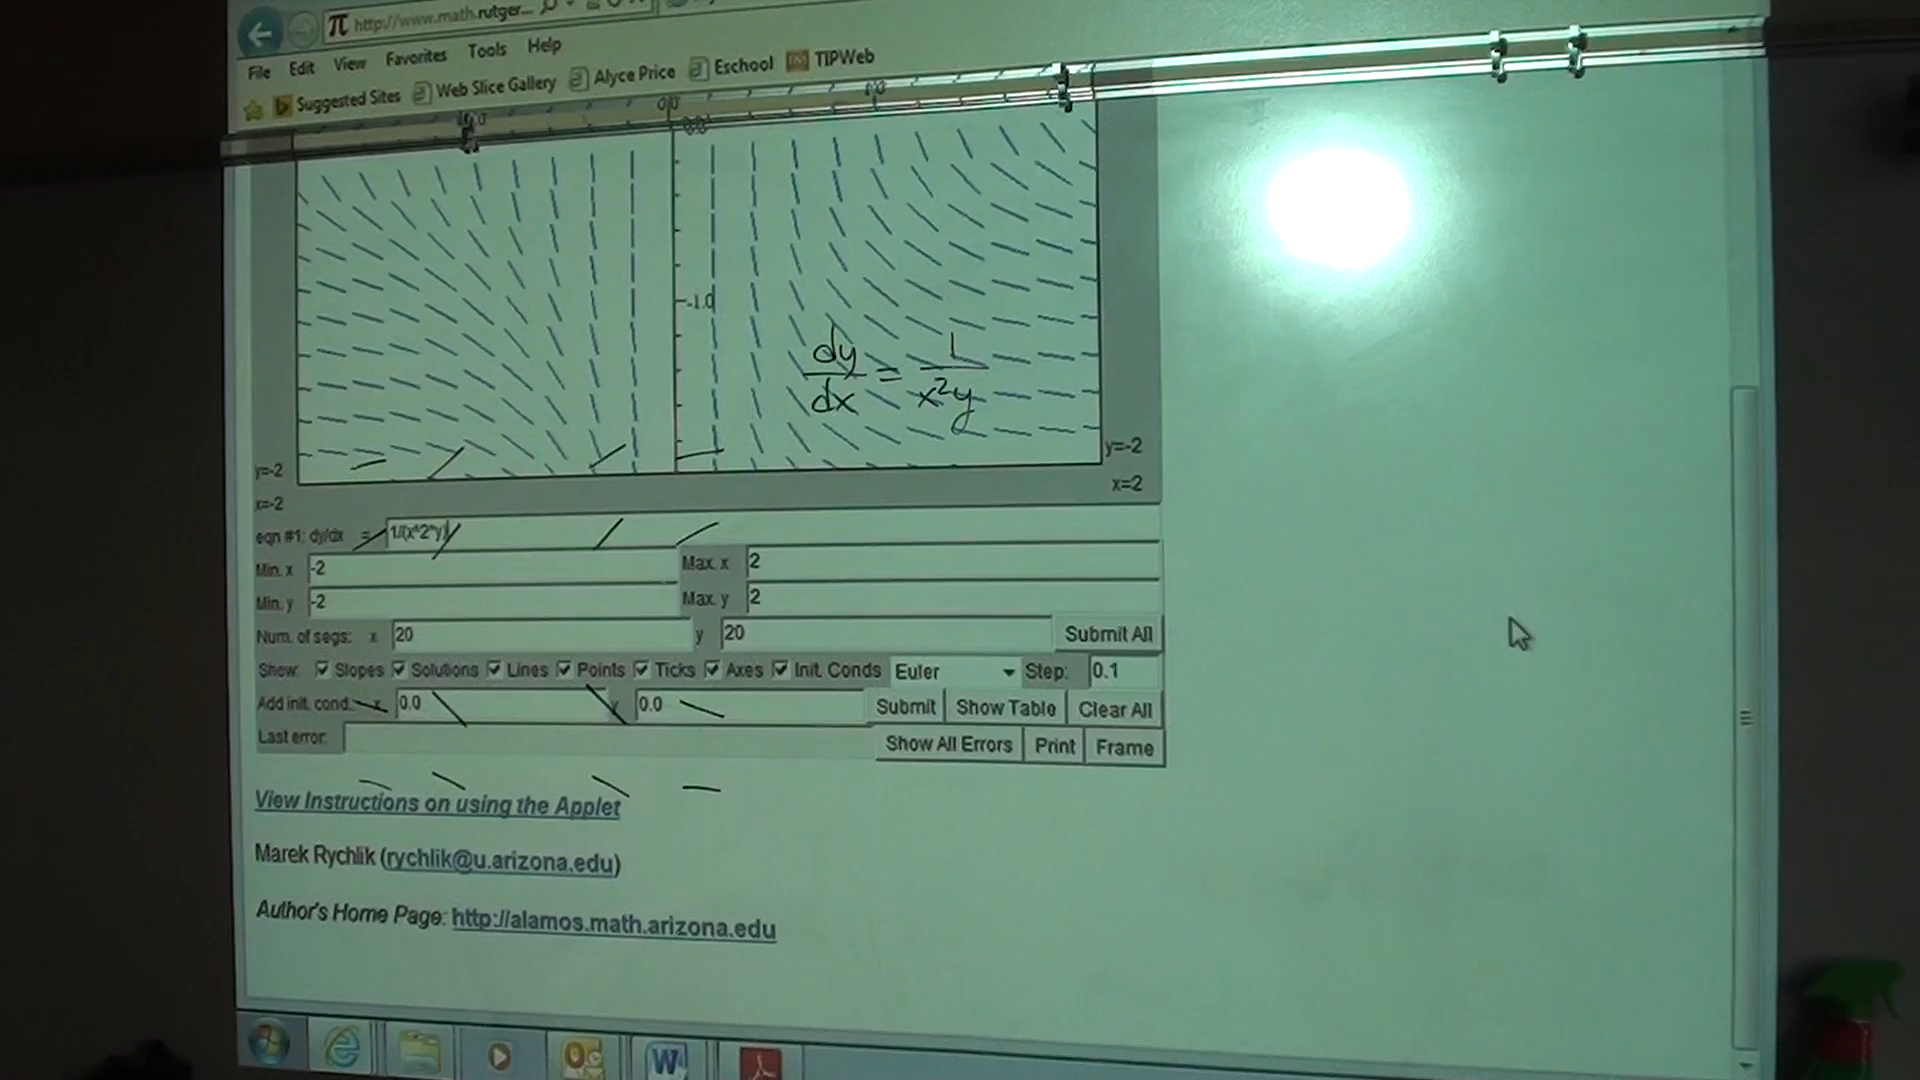 http://www.math.rutger...
File Edit View Favorites Tools Help
Suggested Sites Web Slice Gallery Alyce Price Eschool TIPWeb
0.0
-1.0
dy/dx = 1/x²y
y=-2 y=-2
x=-2 x=2
eqn #1: dy/dx = 1/(x^2*y)
Min. x -2 Max. x 2
Min. y -2 Max. y 2
Num. of segs: x 20 y 20 Submit All
Show: Slopes Solutions Lines Points Ticks Axes Init. Conds Euler Step: 0.1
Add init. cond.: x 0.0 y 0.0 Submit Show Table Clear All
Last error: Show All Errors Print Frame
View Instructions on using the Applet
Marek Rychlik (rychlik@u.arizona.edu)
Author's Home Page: http://alamos.math.arizona.edu